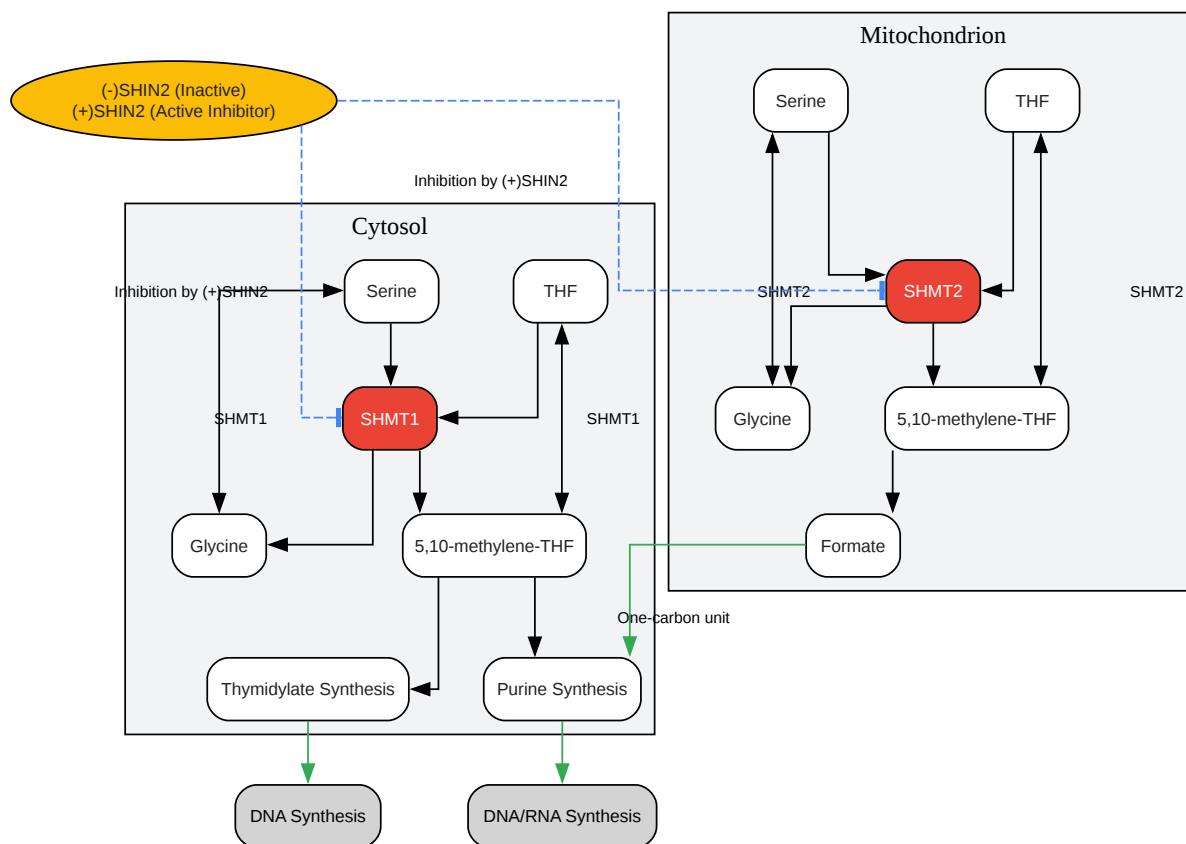 Mitochondrion
(-)SHIN2 (Inactive)
(+)SHIN2 (Active Inhibitor)
Serine
THF
Inhibition by (+)SHIN2
Cytosol
Inhibition by (+)SHIN2
Serine
THF
SHMT2
SHMT2
SHMT2
SHMT1
SHMT1
SHMT1
Glycine
5,10-methylene-THF
Glycine
5,10-methylene-THF
Formate
One-carbon unit
Thymidylate Synthesis
Purine Synthesis
DNA Synthesis
DNA/RNA Synthesis